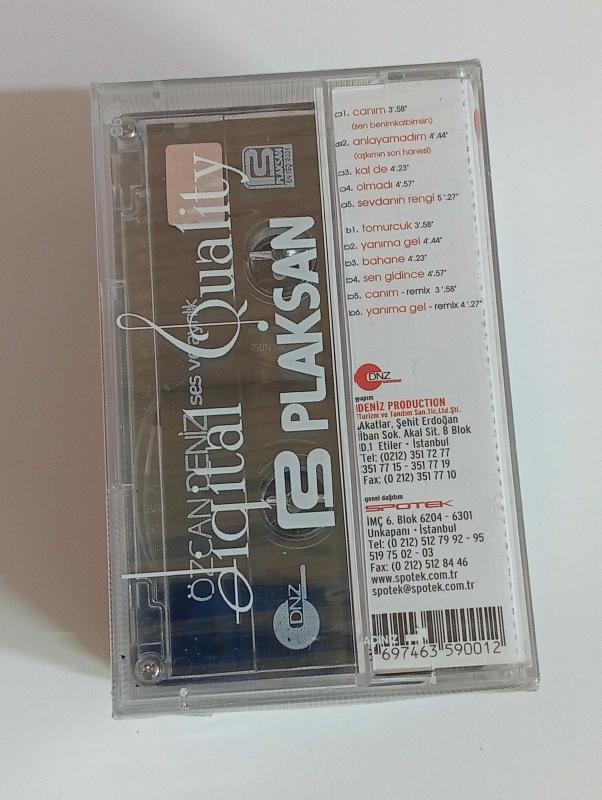 a1. canım 3'.58"
(sen benimkalbimsin)
a2. anlayamadım 4'.44"
(aşkımın son hanesi)
a3. kal de 4'.23"
a4. olmadı 4'.57"
a5. sevdanın rengi 5'.27"
b1. tomurcuk 3'.58"
b2. yanıma gel 4'.44"
b3. bahane 4'.23"
b4. sen gidince 4'.57"
b5. canım - remix 3'.58"
b6. yanıma gel - remix 4'.27"
DNZ
yapım
DENİZ PRODUCTION
Turizm ve Tanıtım San.Tic.Ltd.Şti.
Akatlar, Şehit Erdoğan
İban Sok. Akal Sit. B Blok
D.1 Etiler - İstanbul
Tel: (0212) 351 72 77
351 77 15 - 351 77 19
Fax: (0 212) 351 77 10
genel dağıtım
SPOTEK
İMÇ 6. Blok 6204 - 6301
Unkapanı - İstanbul
Tel: (0 212) 512 79 92 - 95
519 75 02 - 03
Fax: (0 212) 512 84 46
www.spotek.com.tr
spotek@spotek.com.tr
697463 590012
ÖZCAN DENİZ
ses ve ayrılık
Digital Quality
PLAKSAN
PLAKSAN
DNZ